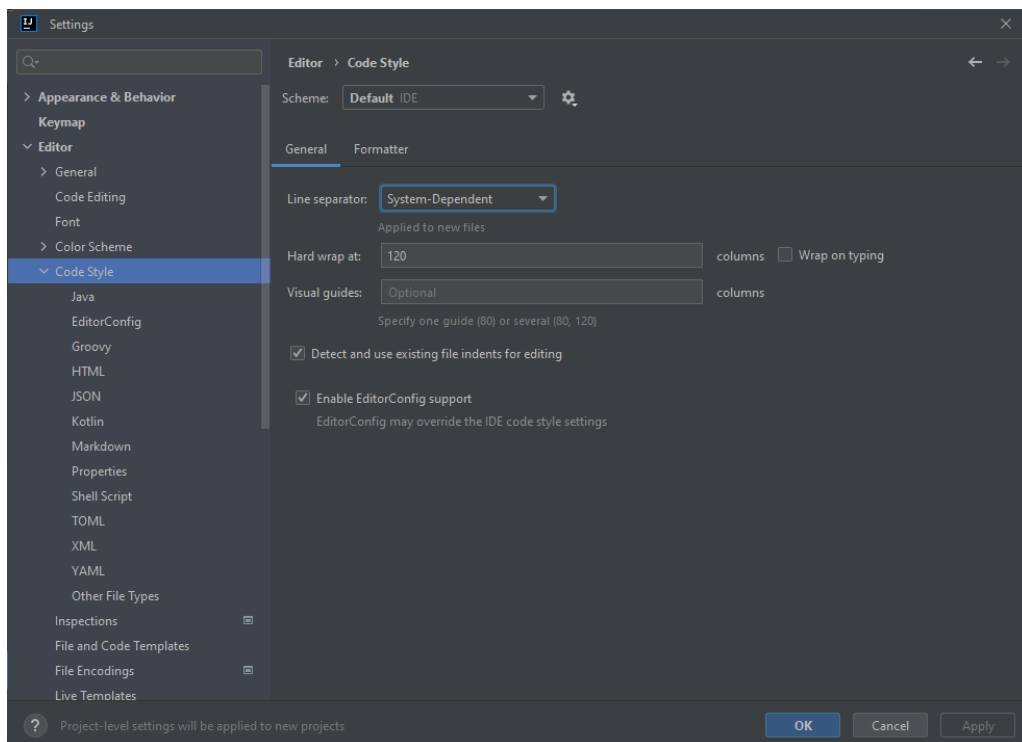 IJ
Settings
Appearance & Behavior
Keymap
Editor
General
Code Editing
Font
Color Scheme
Code Style
Java
EditorConfig
Groovy
HTML
JSON
Kotlin
Markdown
Properties
Shell Script
TOML
XML
YAML
Other File Types
Inspections
File and Code Templates
File Encodings
Live Templates
Editor › Code Style
Scheme: Default IDE
General Formatter
Line separator: System-Dependent
Applied to new files
Hard wrap at: 120 columns Wrap on typing
Visual guides: Optional columns
Specify one guide (80) or several (80, 120)
Detect and use existing file indents for editing
Enable EditorConfig support
EditorConfig may override the IDE code style settings
? Project-level settings will be applied to new projects
OK Cancel Apply